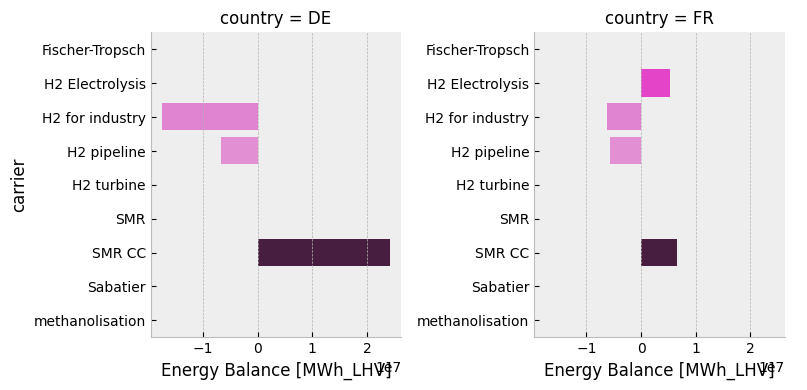 country = DE
carrier
Fischer-Tropsch
H2 Electrolysis
H2 for industry
H2 pipeline
H2 turbine
SMR
SMR CC
Sabatier
methanolisation
−1 0 1 2
1e7
Energy Balance [MWh_LHV]
country = FR
Fischer-Tropsch
H2 Electrolysis
H2 for industry
H2 pipeline
H2 turbine
SMR
SMR CC
Sabatier
methanolisation
−1 0 1 2
1e7
Energy Balance [MWh_LHV]